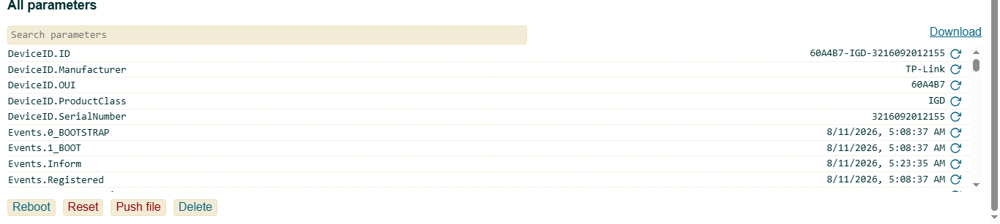 All parameters
Search parameters
Download
DeviceID.ID 60A4B7-IGD-3216092012155
DeviceID.Manufacturer TP-Link
DeviceID.OUI 60A4B7
DeviceID.ProductClass IGD
DeviceID.SerialNumber 3216092012155
Events.0_BOOTSTRAP 8/11/2026, 5:08:37 AM
Events.1_BOOT 8/11/2026, 5:08:37 AM
Events.Inform 8/11/2026, 5:23:35 AM
Events.Registered 8/11/2026, 5:08:37 AM
Reboot Reset Push file Delete